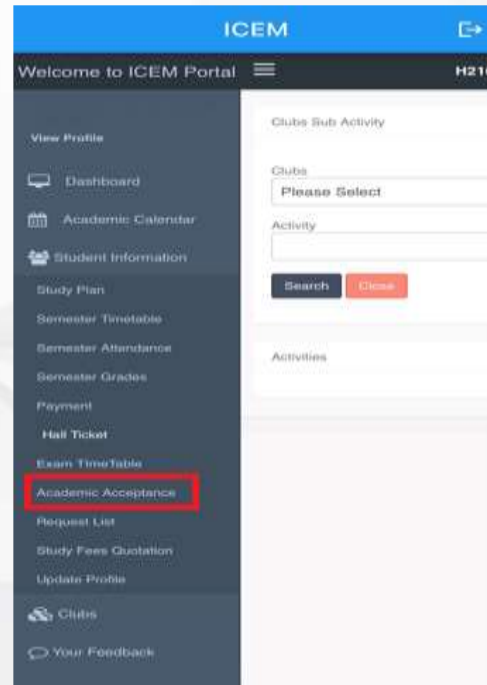 ICEM
Welcome to ICEM Portal
H210
View Profile
Dashboard
Academic Calendar
Student Information
Study Plan
Semester Timetable
Semester Attendance
Semester Grades
Payment
Hall Ticket
Exam TimeTable
Academic Acceptance
Request List
Study Fees Quotation
Update Profile
Clubs
Your Feedback
Clubs Sub Activity
Clubs
Please Select
Activity
Search Close
Activities